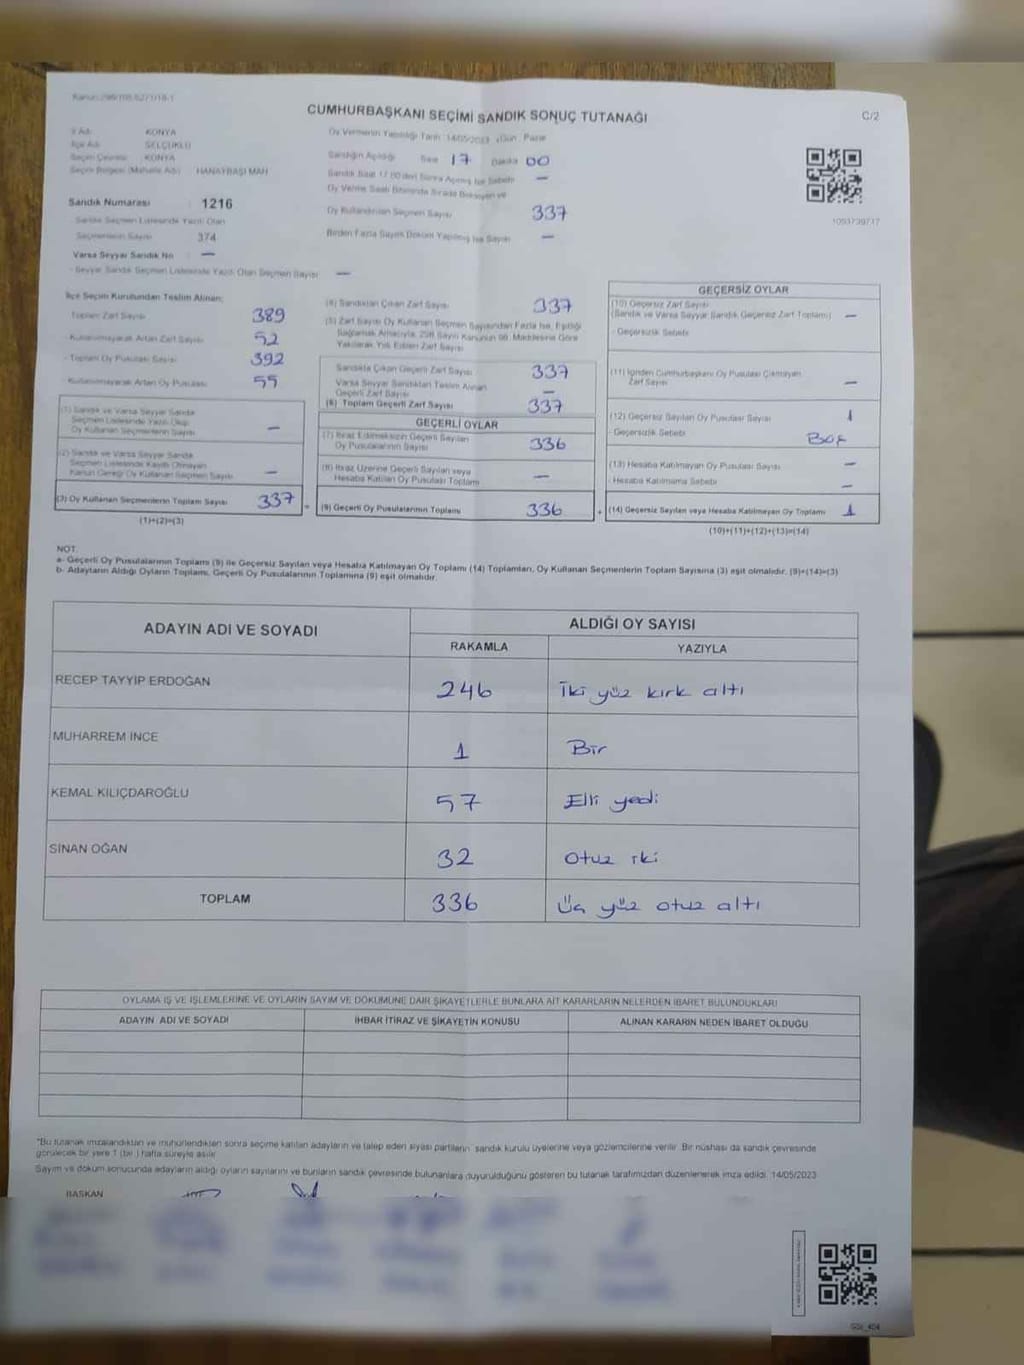 Kanun:298/105-6271/18-1
CUMHURBAŞKANI SEÇİMİ SANDIK SONUÇ TUTANAĞI
C/2
İl Adı : KONYA
İlçe Adı : SELÇUKLU
Seçim Çevresi : KONYA
Seçim Bölgesi (Mahalle Adı) : HANAYBAŞI MAH
Sandık Numarası : 1216
Sandık Seçmen Listesinde Yazılı Olan
Seçmenlerin Sayısı : 374
Varsa Seyyar Sandık No : —
- Seyyar Sandık Seçmen Listesinde Yazılı Olan Seçmen Sayısı : —
Oy Vermenin Yapıldığı Tarih : 14/05/2023 Gün : Pazar
Sandığın Açıldığı Saat 17 Dakika 00
Sandık Saat 17.00'den Sonra Açılmış İse Sebebi —
Oy Verme Saati Bitiminde Sırada Bekleyen ve
Oy Kullandırılan Seçmen Sayısı 337
Birden Fazla Sayım Döküm Yapılmış İse Sayısı —
1093739717
İlçe Seçim Kurulundan Teslim Alınan;
Toplam Zarf Sayısı 389
- Kullanılmayarak Artan Zarf Sayısı 52
- Toplam Oy Pusulası Sayısı 392
- Kullanılmayarak Artan Oy Pusulası 55
(1) Sandık ve Varsa Seyyar Sandık
Seçmen Listesinde Yazılı Olup
Oy Kullanan Seçmenlerin Sayısı —
(2) Sandık ve Varsa Seyyar Sandık
Seçmen Listesinde Kayıtlı Olmayan
Kanun Gereği Oy Kullanan Seçmen Sayısı —
(3) Oy Kullanan Seçmenlerin Toplam Sayısı 337
(1)+(2)=(3)
(4) Sandıktan Çıkan Zarf Sayısı 337
(5) Zarf Sayısı Oy Kullanan Seçmen Sayısından Fazla İse, Eşitliği
Sağlamak Amacıyla, 298 Sayılı Kanunun 98. Maddesine Göre
Yakılarak Yok Edilen Zarf Sayısı
Sandıkta Çıkan Geçerli Zarf Sayısı 337
Varsa Seyyar Sandıktan Teslim Alınan
Geçerli Zarf Sayısı —
(6) Toplam Geçerli Zarf Sayısı 337
GEÇERLİ OYLAR
(7) İtiraz Edilmeksizin Geçerli Sayılan
Oy Pusulalarının Sayısı 336
(8) İtiraz Üzerine Geçerli Sayılan veya
Hesaba Katılan Oy Pusulası Toplamı —
= (9) Geçerli Oy Pusulalarının Toplamı 336
GEÇERSİZ OYLAR
(10) Geçersiz Zarf Sayısı
(Sandık ve Varsa Seyyar Sandık Geçersiz Zarf Toplamı) —
- Geçersizlik Sebebi
(11) İçinden Cumhurbaşkanı Oy Pusulası Çıkmayan
Zarf Sayısı —
(12) Geçersiz Sayılan Oy Pusulası Sayısı 1
- Geçersizlik Sebebi BOŞ
(13) Hesaba Katılmayan Oy Pusulası Sayısı —
- Hesaba Katılmama Sebebi —
+ (14) Geçersiz Sayılan veya Hesaba Katılmayan Oy Toplamı 1
(10)+(11)+(12)+(13)=(14)
NOT:
a- Geçerli Oy Pusulalarının Toplamı (9) ile Geçersiz Sayılan veya Hesaba Katılmayan Oy Toplamı (14) Toplamları, Oy Kullanan Seçmenlerin Toplam Sayısına (3) eşit olmalıdır. (9)+(14)=(3)
b- Adayların Aldığı Oyların Toplamı, Geçerli Oy Pusulalarının Toplamına (9) eşit olmalıdır.
ADAYIN ADI VE SOYADI
ALDIĞI OY SAYISI
RAKAMLA YAZIYLA
RECEP TAYYİP ERDOĞAN 246 İki yüz kırk altı
MUHARREM İNCE 1 Bir
KEMAL KILIÇDAROĞLU 57 Elli yedi
SİNAN OĞAN 32 Otuz iki
TOPLAM 336 Üç yüz otuz altı
OYLAMA İŞ VE İŞLEMLERİNE VE OYLARIN SAYIM VE DÖKÜMÜNE DAİR ŞİKAYETLERLE BUNLARA AİT KARARLARIN NELERDEN İBARET BULUNDUKLARI
ADAYIN ADI VE SOYADI İHBAR İTİRAZ VE ŞİKAYETİN KONUSU ALINAN KARARIN NEDEN İBARET OLDUĞU
*Bu tutanak imzalandıktan ve mühürlendikten sonra seçime katılan adayların ve talep eden siyasi partilerin sandık kurulu üyelerine veya gözlemcilerine verilir. Bir nüshası da sandık çevresinde
görülecek bir yere 1 (bir) hafta süreyle asılır.
Sayım ve döküm sonucunda adayların aldığı oyların sayılarını ve bunların sandık çevresinde bulunanlara duyurulduğunu gösteren bu tutanak tarafımızdan düzenlenerek imza edildi. 14/05/2023
BAŞKAN